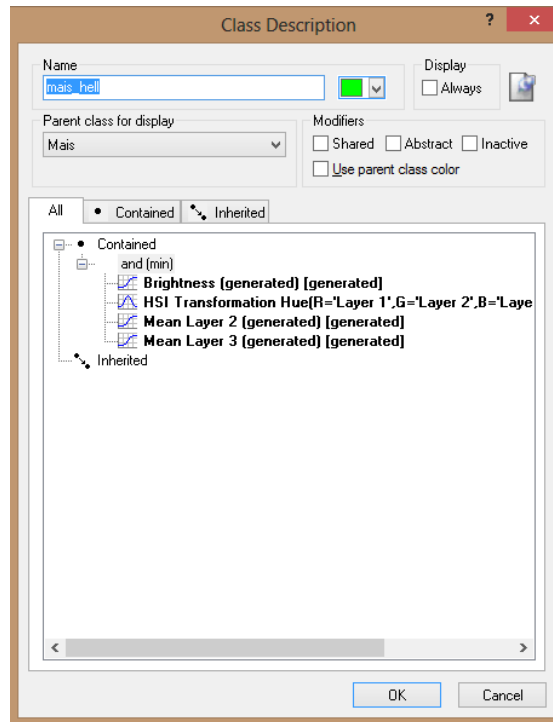 Class Description
?
×
Name
mais_hell
Display
Always
Parent class for display
Mais
Modifiers
Shared
Abstract
Inactive
Use parent class color
All
Contained
Inherited
Contained
and (min)
Brightness (generated) [generated]
HSI Transformation Hue(R='Layer 1',G='Layer 2',B='Laye
Mean Layer 2 (generated) [generated]
Mean Layer 3 (generated) [generated]
Inherited
OK
Cancel